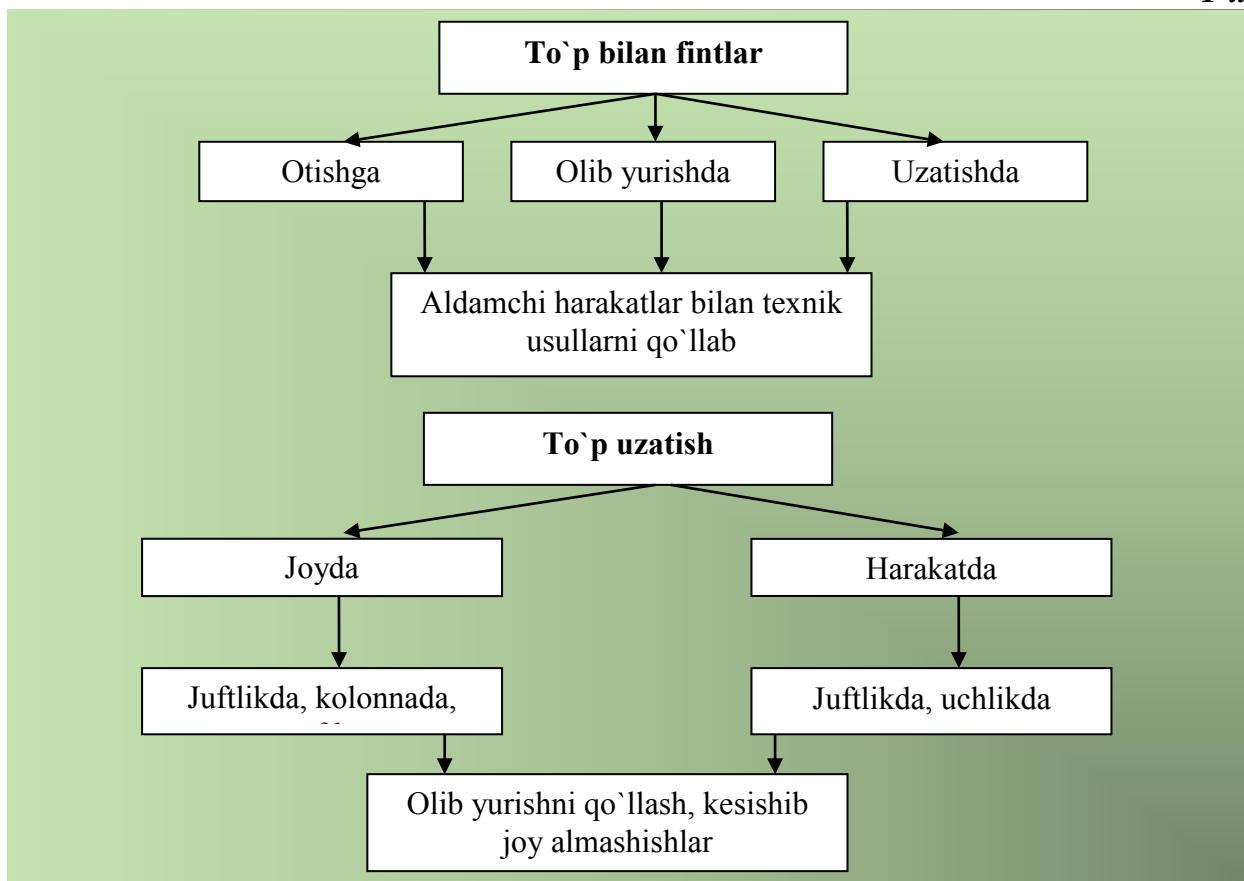 To`p bilan fintlar
Otishga
Olib yurishda
Uzatishda
Aldamchi harakatlar bilan texnik
usullarni qo`llab
To`p uzatish
Joyda
Harakatda
Juftlikda, kolonnada,
Juftlikda, uchlikda
Olib yurishni qo`llash, kesishib
joy almashishlar